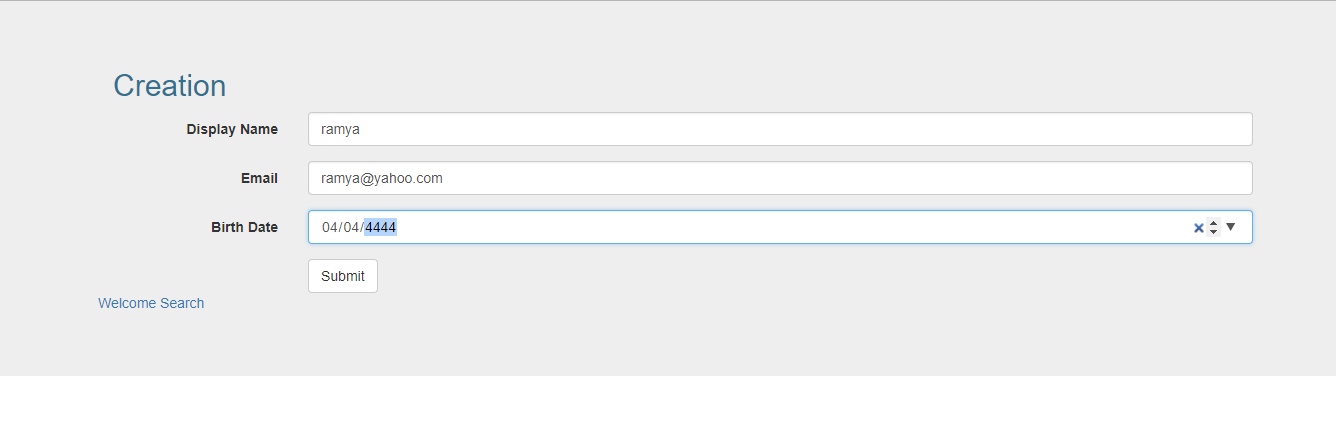 Creation
Display Name ramya
Email ramya@yahoo.com
Birth Date 04/04/4444
Submit
Welcome Search